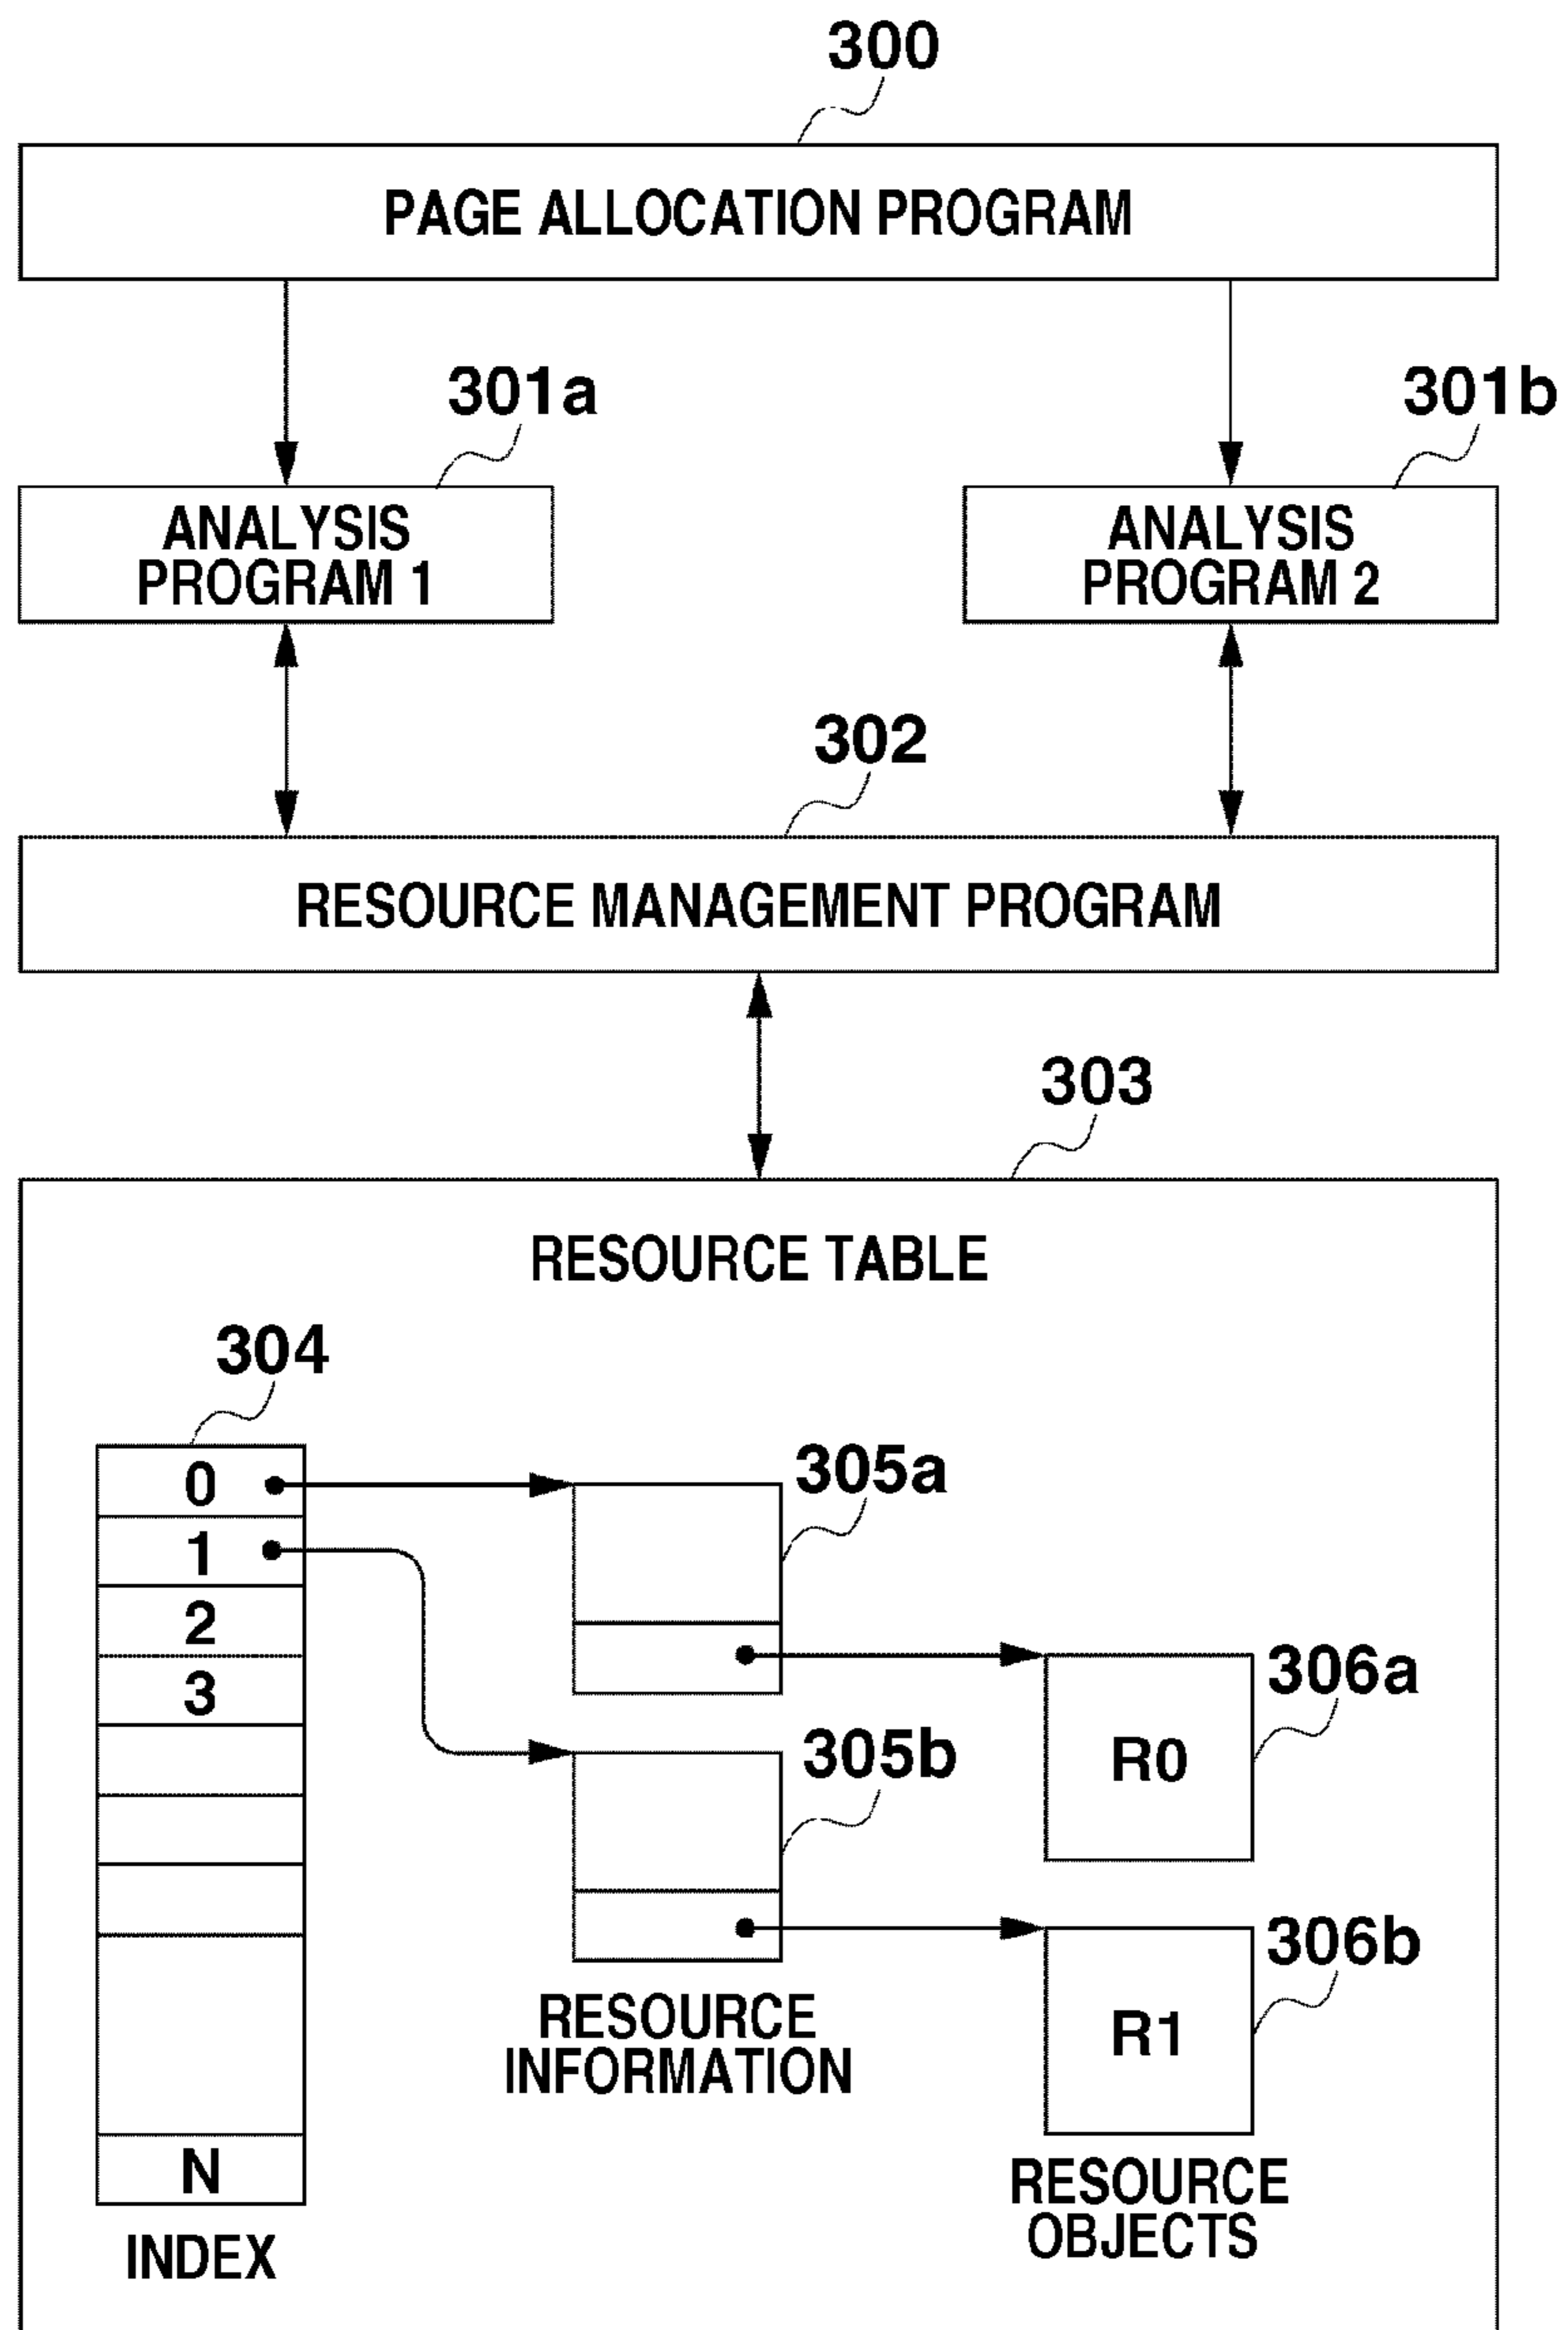 300
PAGE ALLOCATION PROGRAM
301a
301b
ANALYSIS
PROGRAM 1
ANALYSIS
PROGRAM 2
302
RESOURCE MANAGEMENT PROGRAM
303
RESOURCE TABLE
304
0
1
2
3
N
INDEX
305a
305b
RESOURCE
INFORMATION
306a
R0
306b
R1
RESOURCE
OBJECTS